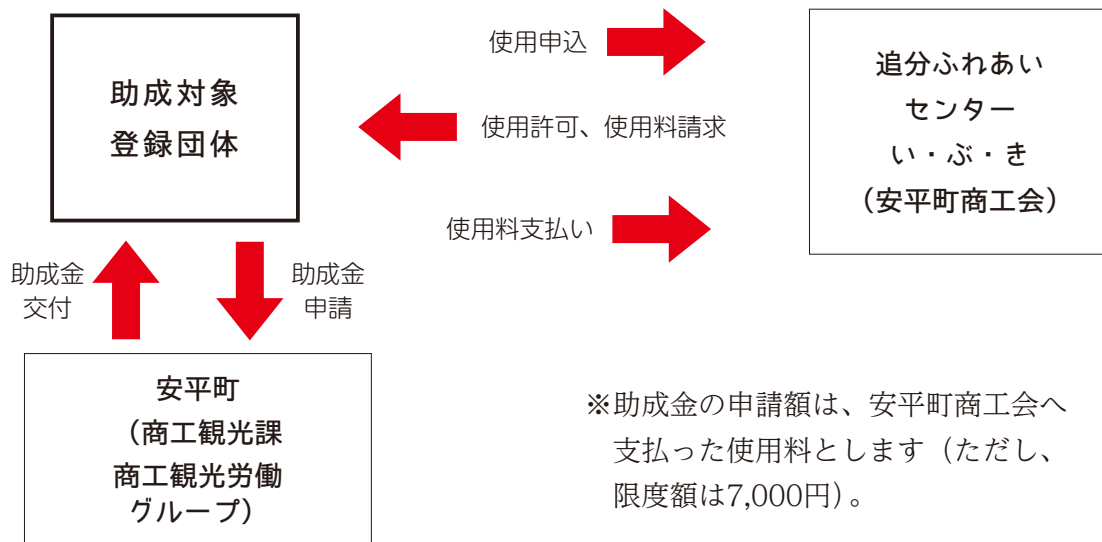 助成対象
登録団体
使用申込
使用許可、使用料請求
使用料支払い
追分ふれあい
センター
い・ぶ・き
（安平町商工会）
助成金
交付
助成金
申請
安平町
（商工観光課
商工観光労働
グループ）
※助成金の申請額は、安平町商工会へ
支払った使用料とします（ただし、
限度額は7,000円）。